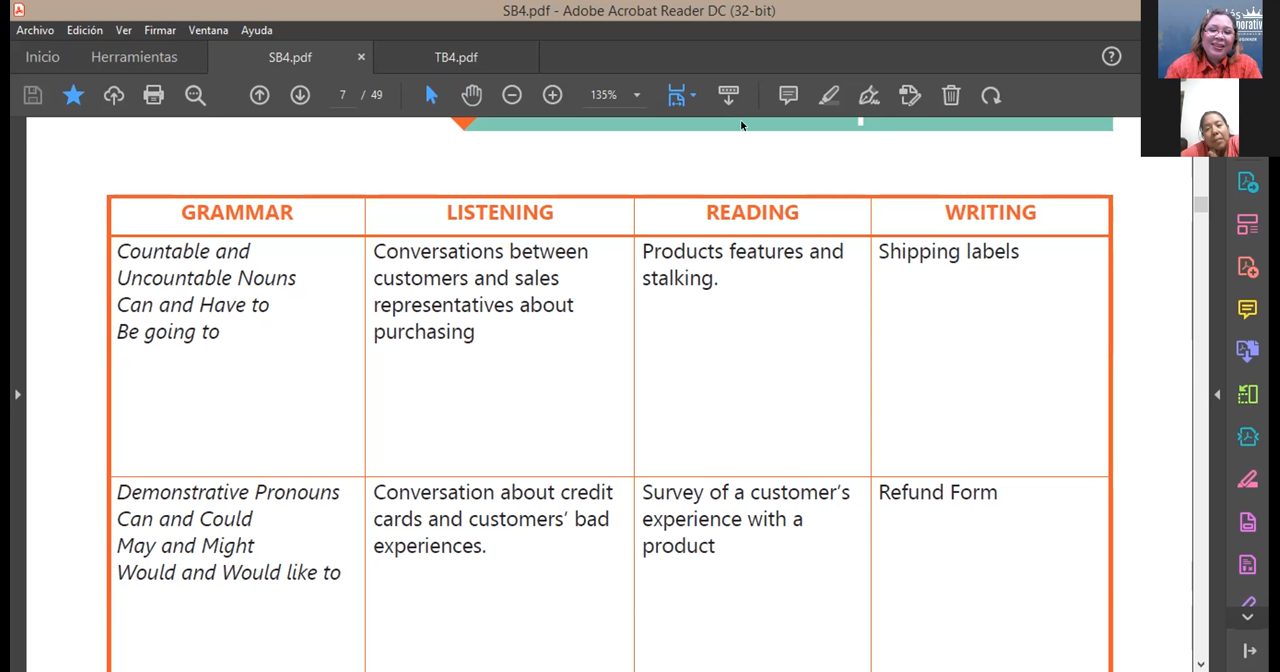 SB4.pdf - Adobe Acrobat Reader DC (32-bit)
Archivo Edición Ver Firmar Ventana Ayuda
Inicio Herramientas SB4.pdf TB4.pdf
7 / 49 135%
GRAMMAR LISTENING READING WRITING
Countable and
Uncountable Nouns
Can and Have to
Be going to
Conversations between
customers and sales
representatives about
purchasing
Products features and
stalking.
Shipping labels
Demonstrative Pronouns
Can and Could
May and Might
Would and Would like to
Conversation about credit
cards and customers’ bad
experiences.
Survey of a customer’s
experience with a
product
Refund Form